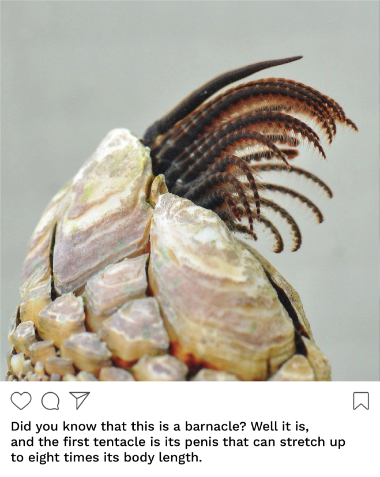 Did you know that this is a barnacle? Well it is,
and the first tentacle is its penis that can stretch up
to eight times its body length.